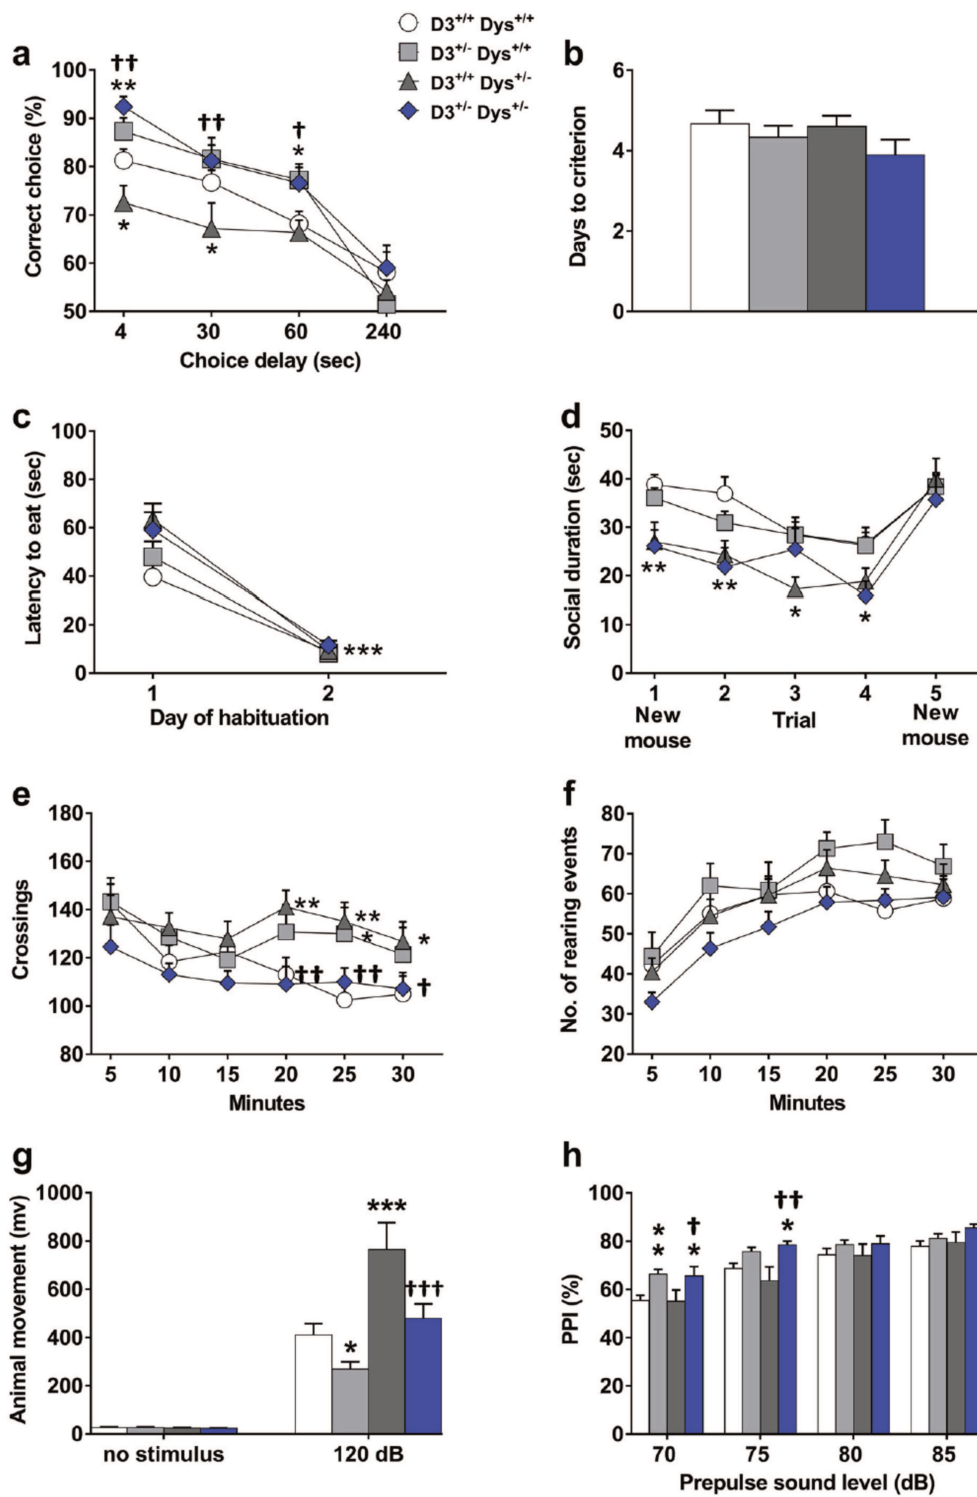 D3+/+ Dys+/+
D3+/- Dys+/+
D3+/+ Dys+/-
D3+/- Dys+/-
a
100
90
80
70
60
50
Correct choice (%)
††
**
††
†
*
*
*
4 30 60 240
Choice delay (sec)
b
6
4
2
0
Days to criterion
c
100
80
60
40
20
0
Latency to eat (sec)
***
1 2
Day of habituation
d
50
40
30
20
10
0
Social duration (sec)
**
**
*
*
1 2 3 4 5
New mouse
Trial
New mouse
e
180
160
140
120
100
80
Crossings
**
**
*
*
††
††
†
5 10 15 20 25 30
Minutes
f
80
70
60
50
40
30
20
No. of rearing events
5 10 15 20 25 30
Minutes
g
1000
800
600
400
200
0
Animal movement (mv)
***
†††
*
no stimulus 120 dB
h
100
80
60
40
20
0
PPI (%)
*
*
†
*
††
*
70 75 80 85
Prepulse sound level (dB)